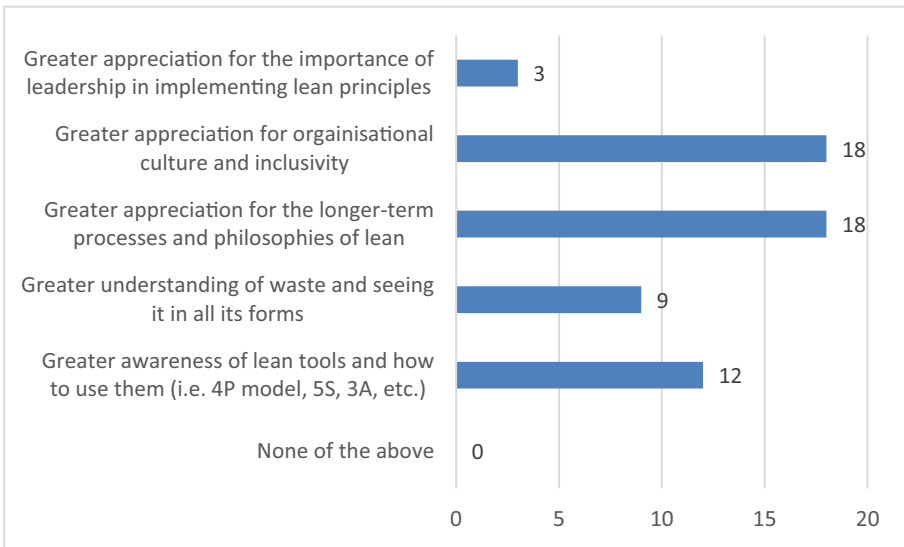 Greater appreciation for the importance of
leadership in implementing lean principles
3
Greater appreciation for orgainisational
culture and inclusivity
18
Greater appreciation for the longer-term
processes and philosophies of lean
18
Greater understanding of waste and seeing
it in all its forms
9
Greater awareness of lean tools and how
to use them (i.e. 4P model, 5S, 3A, etc.)
12
None of the above
0
0 5 10 15 20